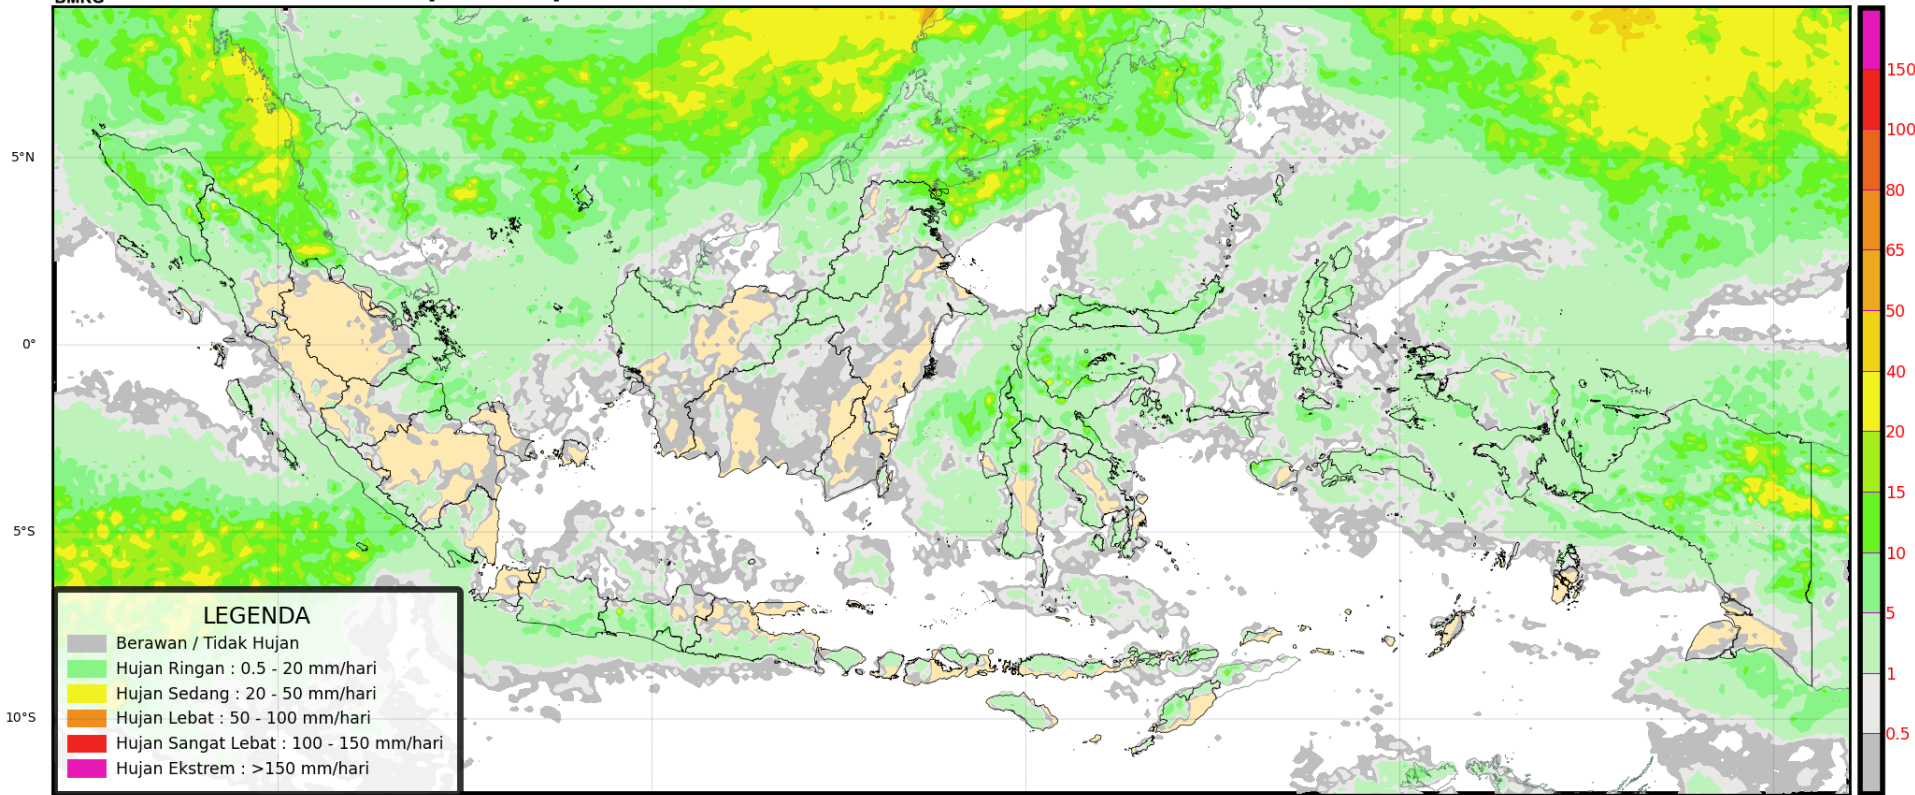 BMKG
5°N
0°
5°S
10°S
LEGENDA
Berawan / Tidak Hujan
Hujan Ringan : 0.5 - 20 mm/hari
Hujan Sedang : 20 - 50 mm/hari
Hujan Lebat : 50 - 100 mm/hari
Hujan Sangat Lebat : 100 - 150 mm/hari
Hujan Ekstrem : >150 mm/hari
150
100
80
65
50
40
20
15
10
5
1
0.5